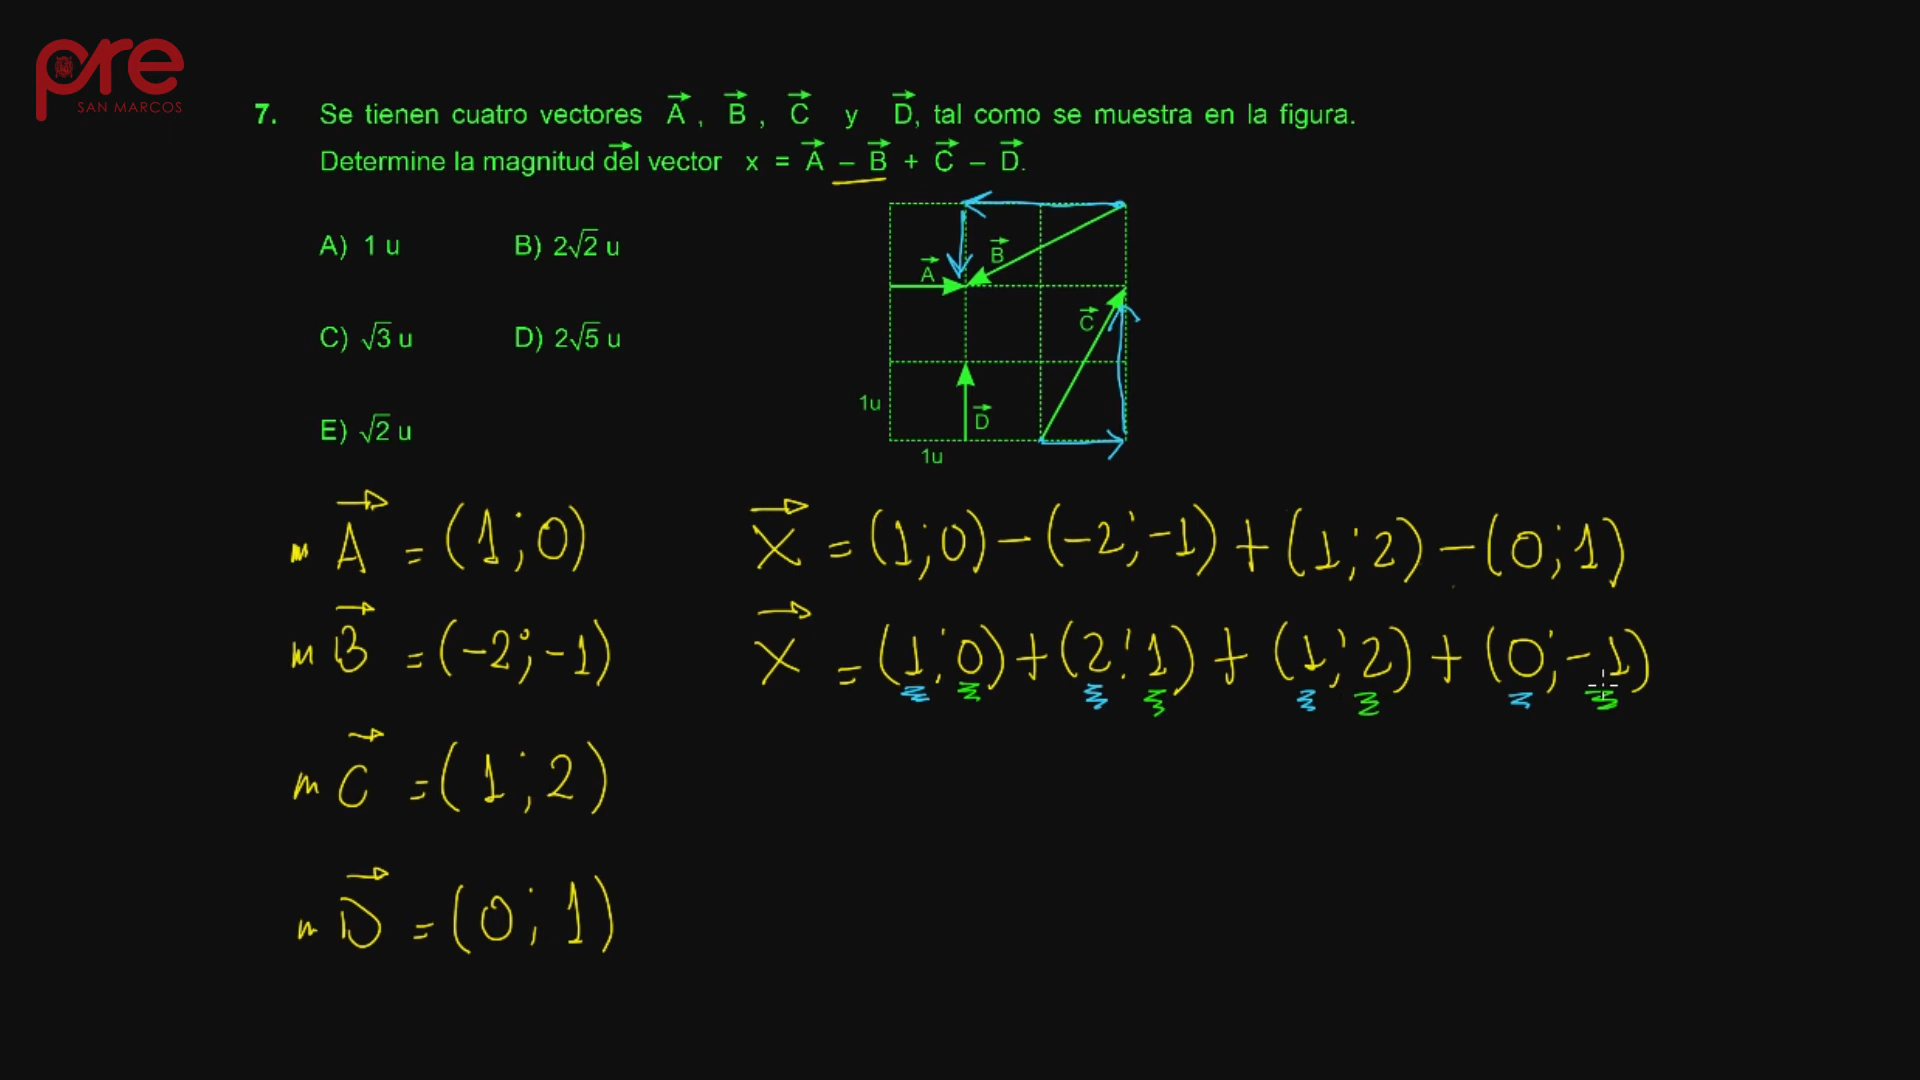 pre
SAN MARCOS
7. Se tienen cuatro vectores A⃗ , B⃗ , C⃗ y D⃗, tal como se muestra en la figura.
Determine la magnitud del vector x = A⃗ – B⃗ + C⃗ – D⃗.
A) 1 u B) 2√2 u
C) √3 u D) 2√5 u
E) √2 u
A⃗
B⃗
C⃗
D⃗
1u
1u
A⃗ = (1;0)
B⃗ = (-2;-1)
C⃗ = (1;2)
D⃗ = (0;1)
X⃗ = (1;0) - (-2;-1) + (1;2) - (0;1)
X⃗ = (1;0) + (2;1) + (1;2) + (0;-1)